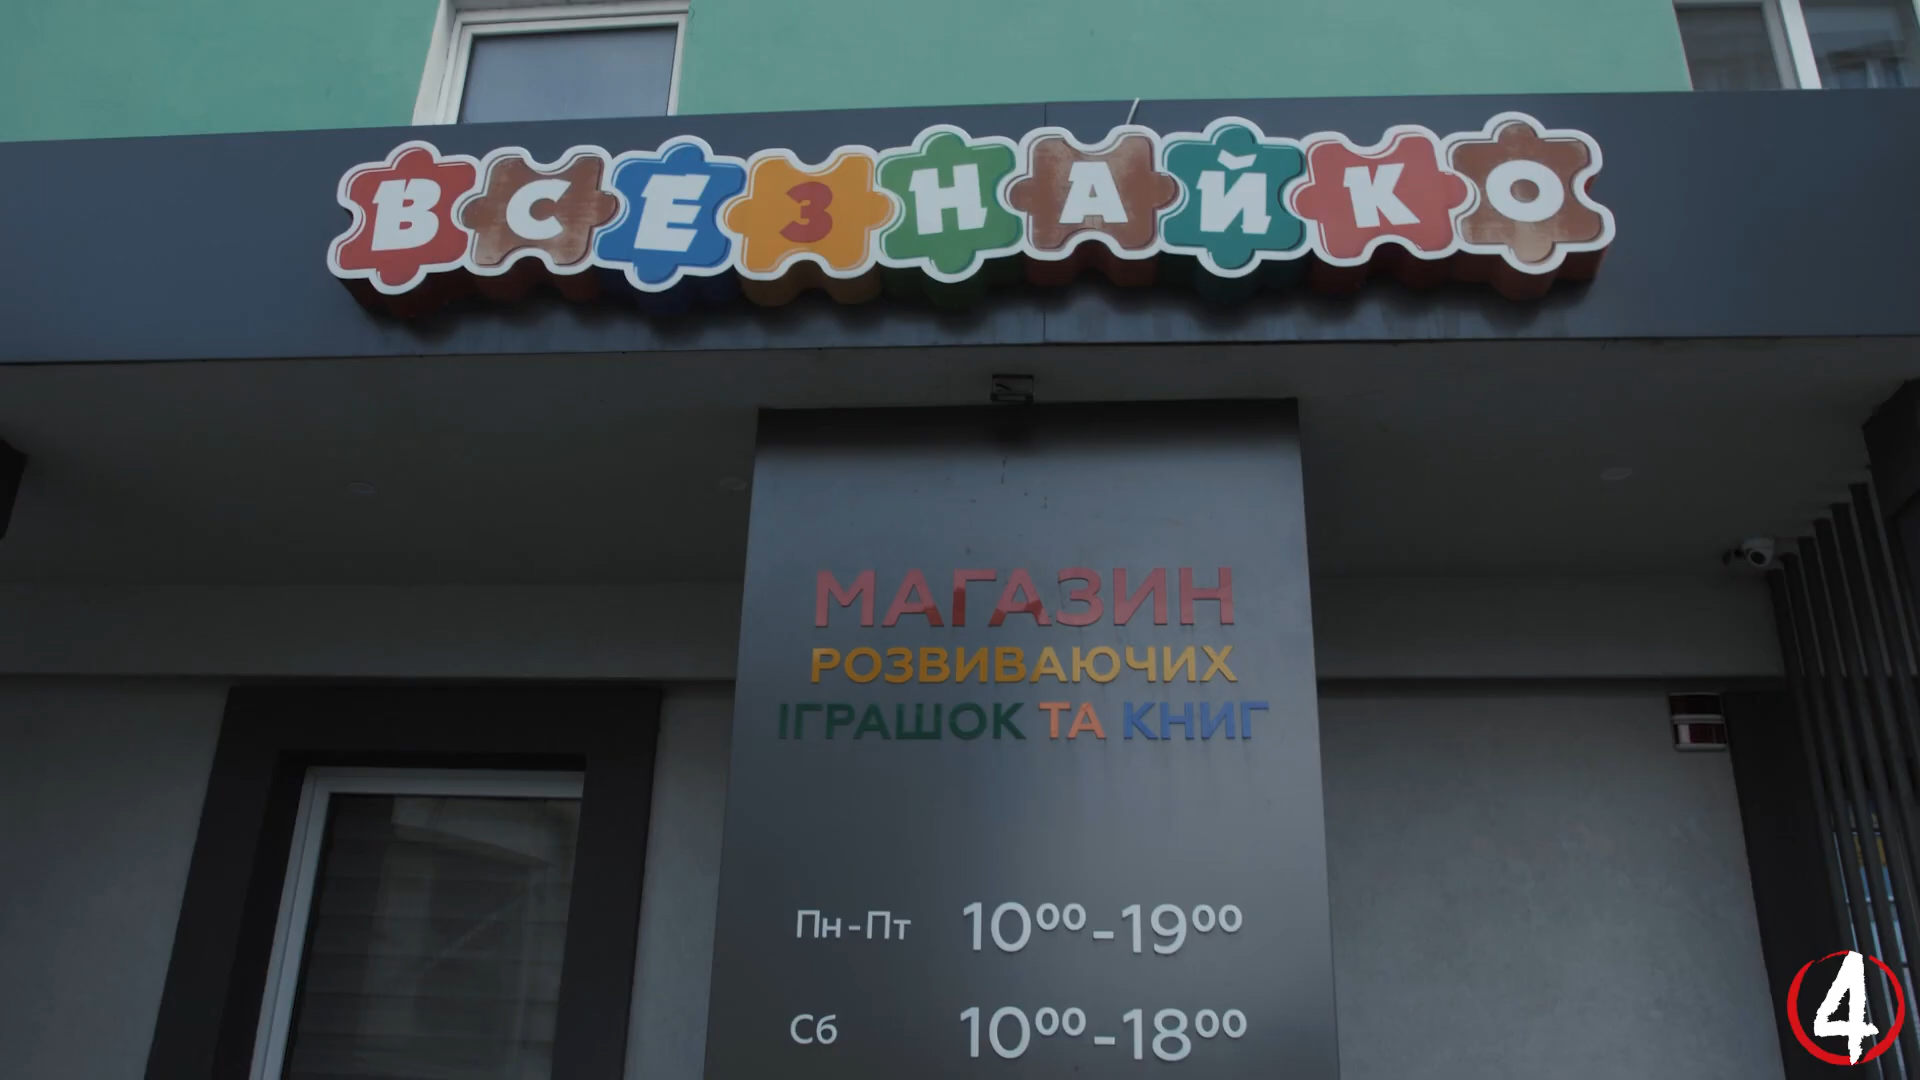 ВСЕЗНАЙКО
МАГАЗИН
РОЗВИВАЮЧИХ
ІГРАШОК ТА КНИГ
Пн-Пт 10⁰⁰-19⁰⁰
Сб 10⁰⁰-18⁰⁰
4